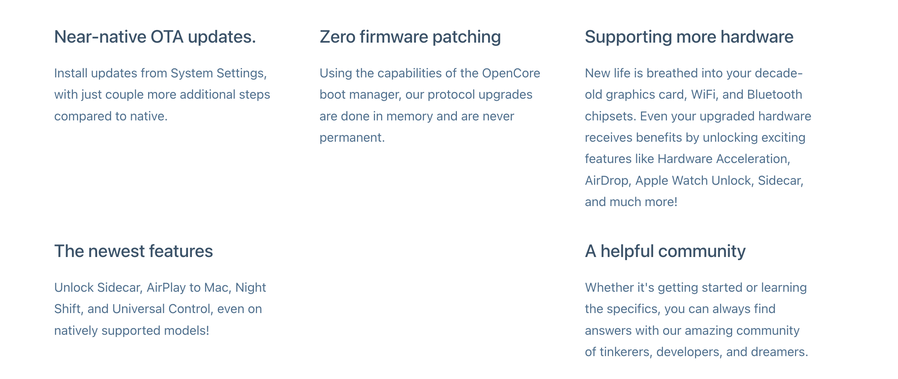 Near-native OTA updates.
Install updates from System Settings,
with just couple more additional steps
compared to native.
Zero firmware patching
Using the capabilities of the OpenCore
boot manager, our protocol upgrades
are done in memory and are never
permanent.
Supporting more hardware
New life is breathed into your decade-
old graphics card, WiFi, and Bluetooth
chipsets. Even your upgraded hardware
receives benefits by unlocking exciting
features like Hardware Acceleration,
AirDrop, Apple Watch Unlock, Sidecar,
and much more!
The newest features
Unlock Sidecar, AirPlay to Mac, Night
Shift, and Universal Control, even on
natively supported models!
A helpful community
Whether it's getting started or learning
the specifics, you can always find
answers with our amazing community
of tinkerers, developers, and dreamers.